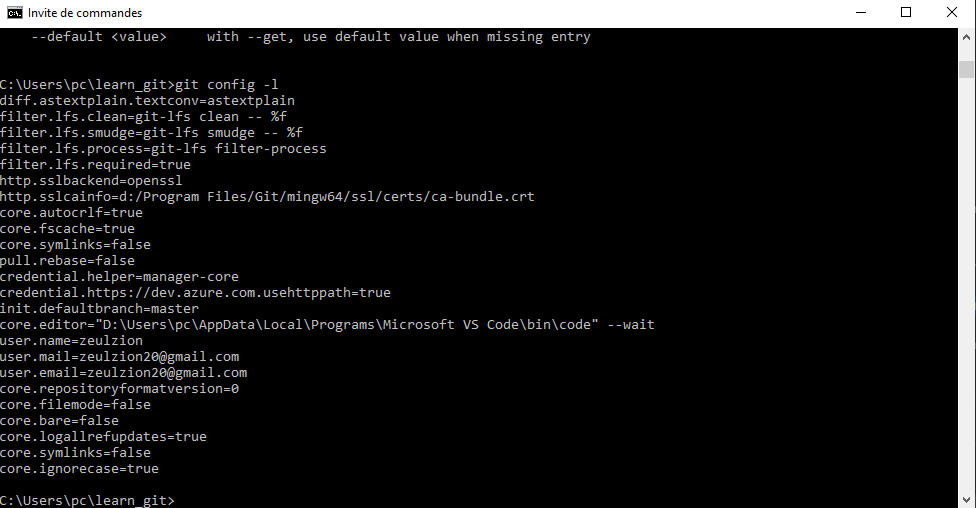 Invite de commandes
--default <value>     with --get, use default value when missing entry
C:\Users\pc\learn_git>git config -l
diff.astextplain.textconv=astextplain
filter.lfs.clean=git-lfs clean -- %f
filter.lfs.smudge=git-lfs smudge -- %f
filter.lfs.process=git-lfs filter-process
filter.lfs.required=true
http.sslbackend=openssl
http.sslcainfo=d:/Program Files/Git/mingw64/ssl/certs/ca-bundle.crt
core.autocrlf=true
core.fscache=true
core.symlinks=false
pull.rebase=false
credential.helper=manager-core
credential.https://dev.azure.com.usehttppath=true
init.defaultbranch=master
core.editor="D:\Users\pc\AppData\Local\Programs\Microsoft VS Code\bin\code" --wait
user.name=zeulzion
user.mail=zeulzion20@gmail.com
user.email=zeulzion20@gmail.com
core.repositoryformatversion=0
core.filemode=false
core.bare=false
core.logallrefupdates=true
core.symlinks=false
core.ignorecase=true
C:\Users\pc\learn_git>